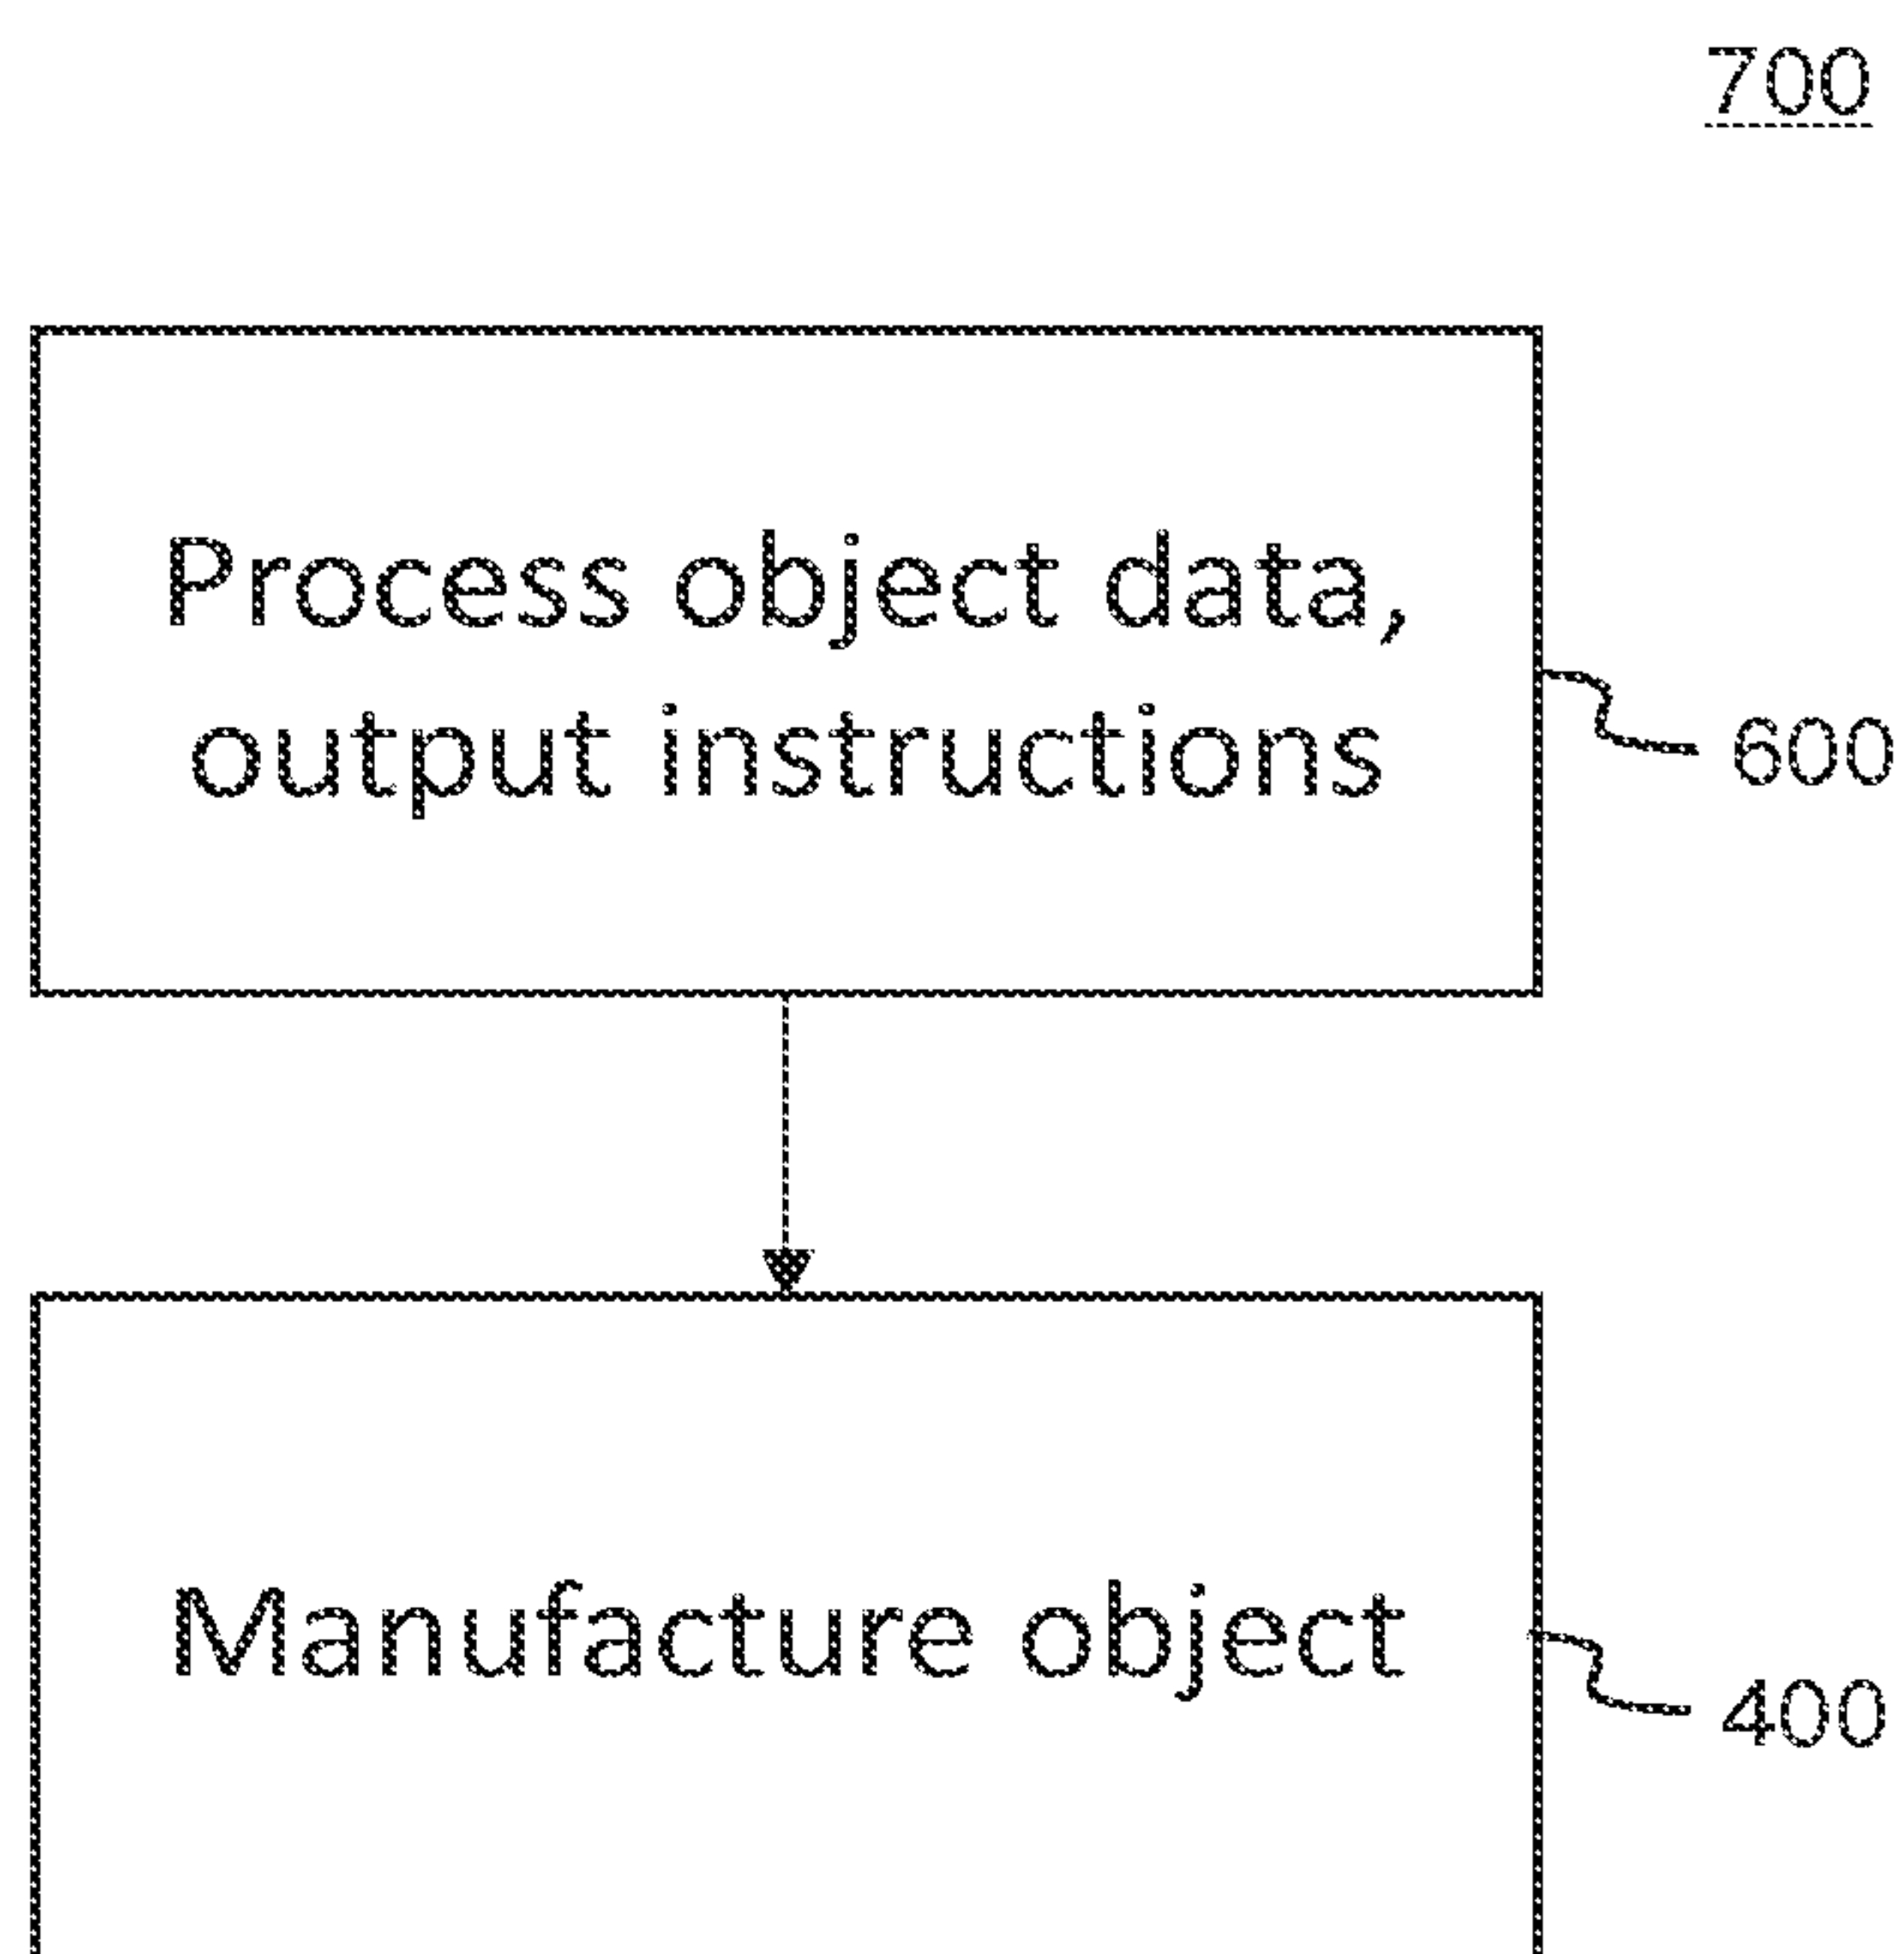 700
Process object data,
output instructions
600
Manufacture object
400